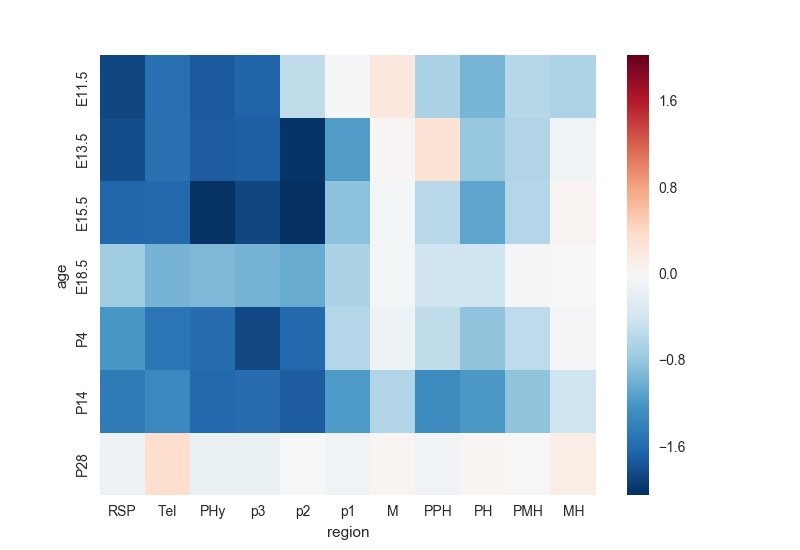 E11.5
E13.5
E15.5
E18.5
P4
P14
P28
age
RSP Tel PHy p3 p2 p1 M PPH PH PMH MH
region
1.6
0.8
0.0
−0.8
−1.6